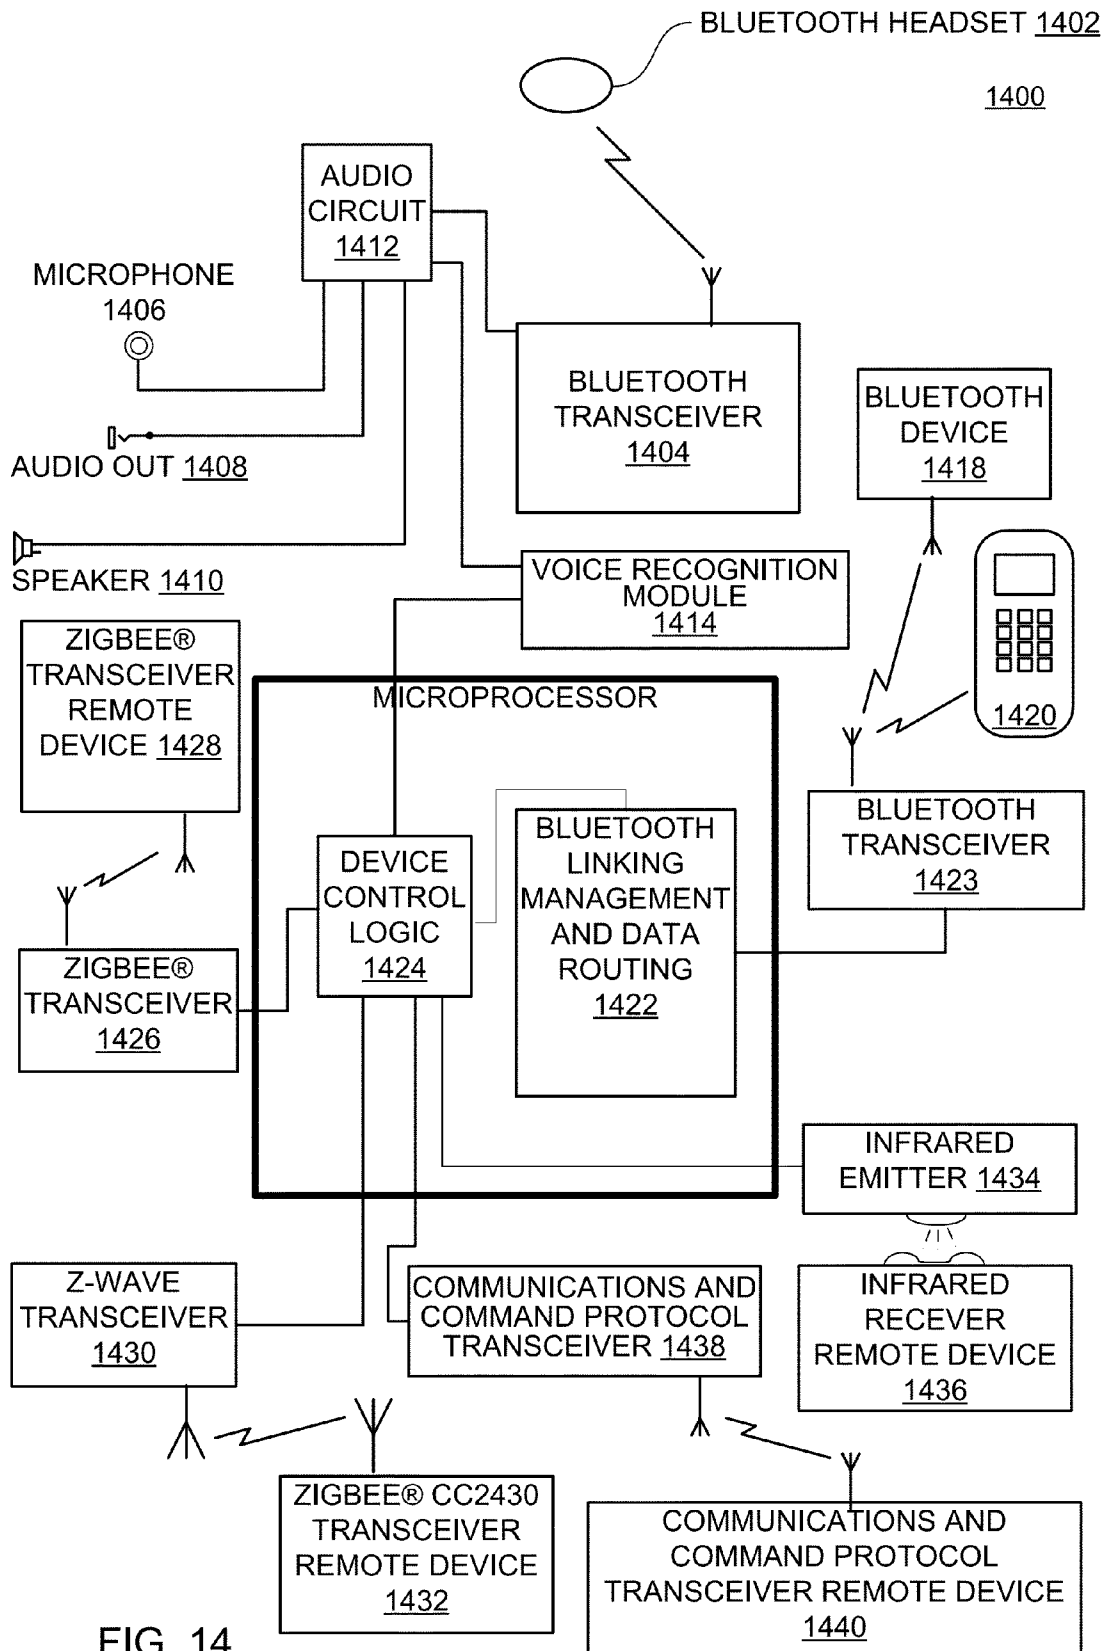 BLUETOOTH HEADSET 1402
1400
AUDIO
CIRCUIT
1412
MICROPHONE
1406
AUDIO OUT 1408
SPEAKER 1410
BLUETOOTH
TRANSCEIVER
1404
BLUETOOTH
DEVICE
1418
1420
VOICE RECOGNITION
MODULE
1414
ZIGBEE®
TRANSCEIVER
REMOTE
DEVICE 1428
MICROPROCESSOR
BLUETOOTH
TRANSCEIVER
1423
DEVICE
CONTROL
LOGIC
1424
BLUETOOTH
LINKING
MANAGEMENT
AND DATA
ROUTING
1422
ZIGBEE®
TRANSCEIVER
1426
INFRARED
EMITTER 1434
Z-WAVE
TRANSCEIVER
1430
COMMUNICATIONS AND
COMMAND PROTOCOL
TRANSCEIVER 1438
INFRARED
RECEVER
REMOTE DEVICE
1436
ZIGBEE® CC2430
TRANSCEIVER
REMOTE DEVICE
1432
COMMUNICATIONS AND
COMMAND PROTOCOL
TRANSCEIVER REMOTE DEVICE
1440
FIG. 14